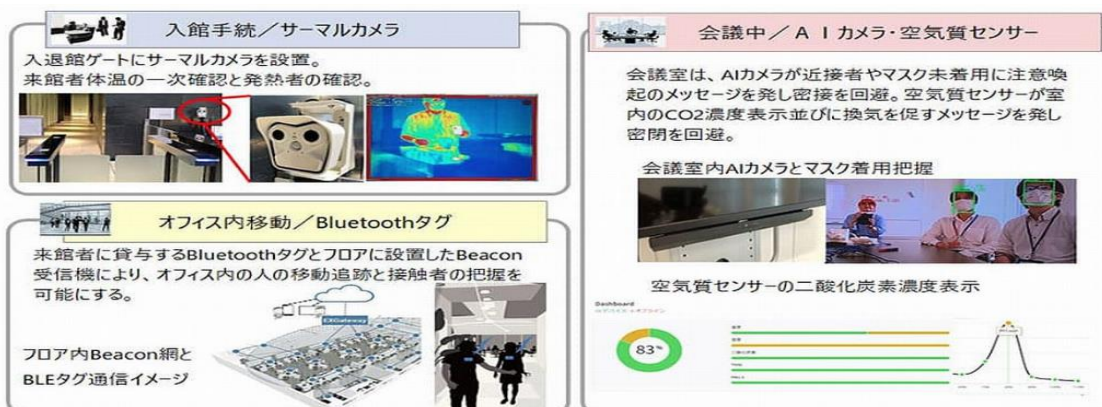 入館手続／サーマルカメラ
入退館ゲートにサーマルカメラを設置。
来館者体温の一次確認と発熱者の確認。
オフィス内移動／Bluetoothタグ
来館者に貸与するBluetoothタグとフロアに設置したBeacon
受信機により、オフィス内の人の移動追跡と接触者の把握を
可能にする。
フロア内Beacon網と
BLEタグ通信イメージ
会議中／ＡＩカメラ・空気質センサー
会議室は、AIカメラが近接者やマスク未着用に注意喚
起のメッセージを発し密接を回避。空気質センサーが室
内のCO2濃度表示並びに換気を促すメッセージを発し
密閉を回避。
会議室内AIカメラとマスク着用把握
空気質センサーの二酸化炭素濃度表示
Dashboard
83%